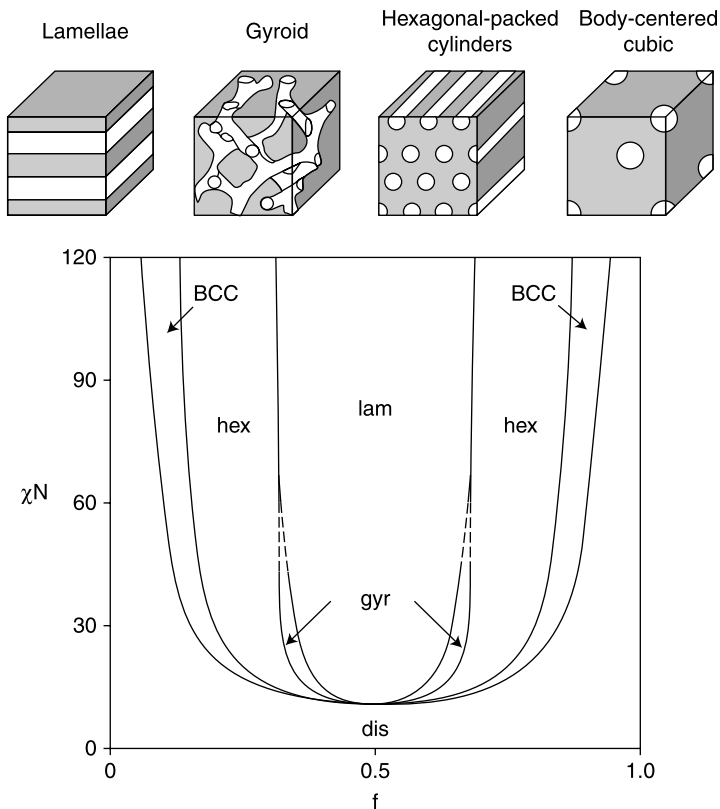 Lamellae
Gyroid
Hexagonal-packed
cylinders
Body-centered
cubic
120
BCC
BCC
90
lam
hex
hex
χN
60
gyr
30
dis
0
0
0.5
1.0
f